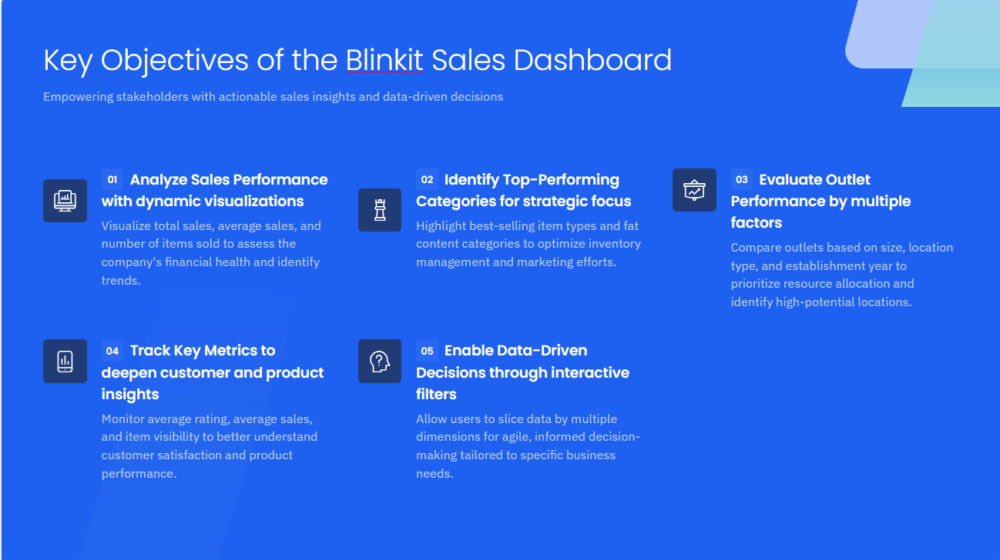 Key Objectives of the Blinkit Sales Dashboard
Empowering stakeholders with actionable sales insights and data-driven decisions
01 Analyze Sales Performance
with dynamic visualizations
Visualize total sales, average sales, and
number of items sold to assess the
company's financial health and identify
trends.
02 Identify Top-Performing
Categories for strategic focus
Highlight best-selling item types and fat
content categories to optimize inventory
management and marketing efforts.
03 Evaluate Outlet
Performance by multiple
factors
Compare outlets based on size, location
type, and establishment year to
prioritize resource allocation and
identify high-potential locations.
04 Track Key Metrics to
deepen customer and product
insights
Monitor average rating, average sales,
and item visibility to better understand
customer satisfaction and product
performance.
05 Enable Data-Driven
Decisions through interactive
filters
Allow users to slice data by multiple
dimensions for agile, informed decision-
making tailored to specific business
needs.